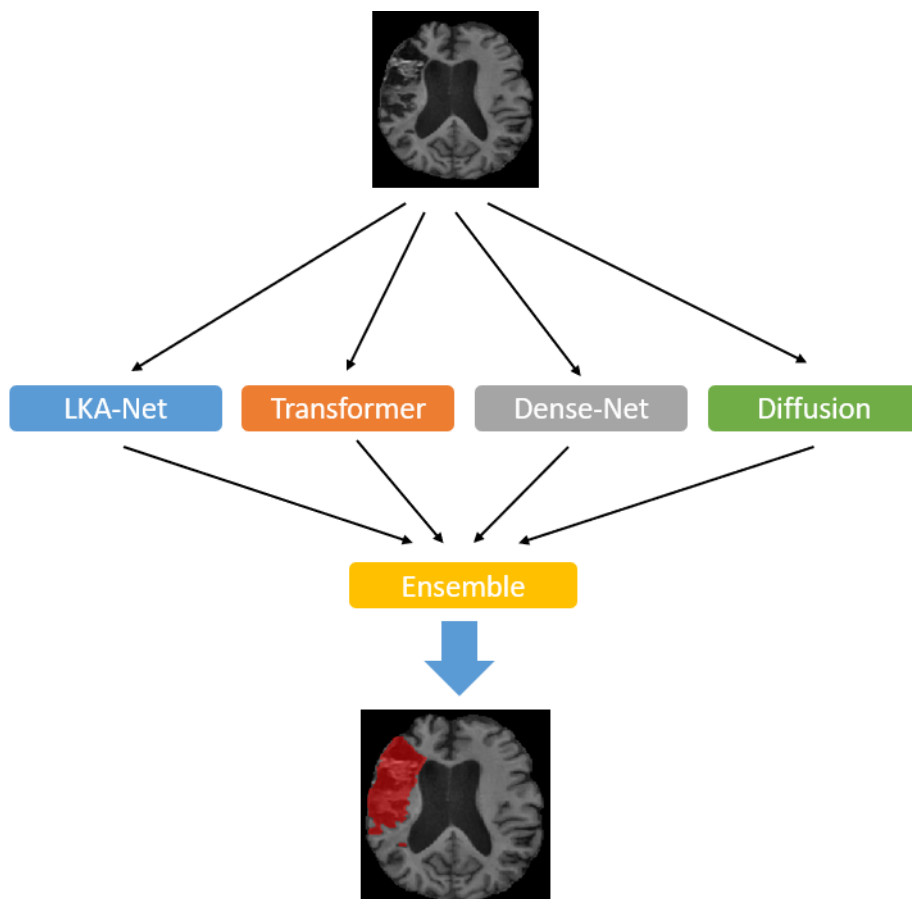 LKA-Net
Transformer
Dense-Net
Diffusion
Ensemble